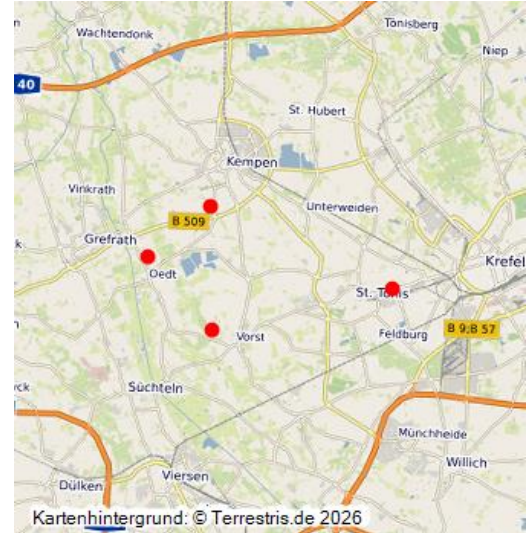 Tönisberg
Wachtendonk
Niep
40
St. Hubert
Kempen
Vinkrath
Unterweiden
B 509
Grefrath
Krefel
Oedt
St. Tönis
B 9;B 57
Vorst
Feldburg
yck
Süchteln
Münchheide
Willich
Viersen
Dülken
Kartenhintergrund: © Terrestris.de 2026